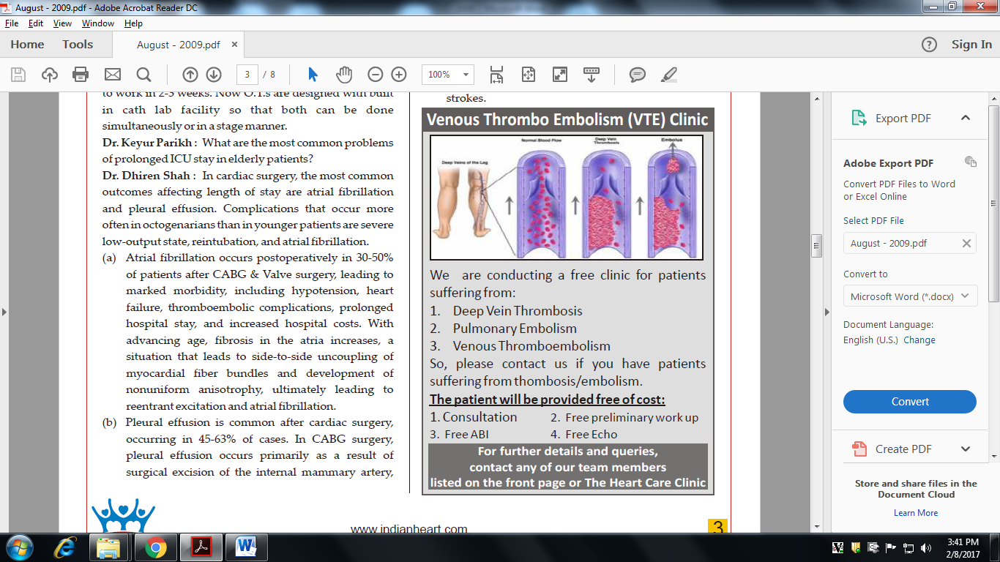 August - 2009.pdf - Adobe Acrobat Reader DC
File Edit View Window Help
Home Tools August - 2009.pdf × ? Sign In
3 / 8 100%
to work in 2-3 weeks. Now O.T.s are designed with built
in cath lab facility so that both can be done
simultaneously or in a stage manner.
Dr. Keyur Parikh : What are the most common problems
of prolonged ICU stay in elderly patients?
Dr. Dhiren Shah : In cardiac surgery, the most common
outcomes affecting length of stay are atrial fibrillation
and pleural effusion. Complications that occur more
often in octogenarians than in younger patients are severe
low-output state, reintubation, and atrial fibrillation.
(a) Atrial fibrillation occurs postoperatively in 30-50%
of patients after CABG & Valve surgery, leading to
marked morbidity, including hypotension, heart
failure, thromboembolic complications, prolonged
hospital stay, and increased hospital costs. With
advancing age, fibrosis in the atria increases, a
situation that leads to side-to-side uncoupling of
myocardial fiber bundles and development of
nonuniform anisotropy, ultimately leading to
reentrant excitation and atrial fibrillation.
(b) Pleural effusion is common after cardiac surgery,
occurring in 45-63% of cases. In CABG surgery,
pleural effusion occurs primarily as a result of
surgical excision of the internal mammary artery,
strokes.
Venous Thrombo Embolism (VTE) Clinic
Normal Blood Flow
Deep Vein
Thrombosis
Embolus
Deep Veins of the Leg
We are conducting a free clinic for patients
suffering from:
1. Deep Vein Thrombosis
2. Pulmonary Embolism
3. Venous Thromboembolism
So, please contact us if you have patients
suffering from thombosis/embolism.
The patient will be provided free of cost:
1. Consultation 2. Free preliminary work up
3. Free ABI 4. Free Echo
For further details and queries,
contact any of our team members
listed on the front page or The Heart Care Clinic
www.indianheart.com
3
Export PDF
Adobe Export PDF
Convert PDF Files to Word
or Excel Online
Select PDF File
August - 2009.pdf
Convert to
Microsoft Word (*.docx)
Document Language:
English (U.S.) Change
Convert
Create PDF
Store and share files in the
Document Cloud
Learn More
3:41 PM
2/8/2017